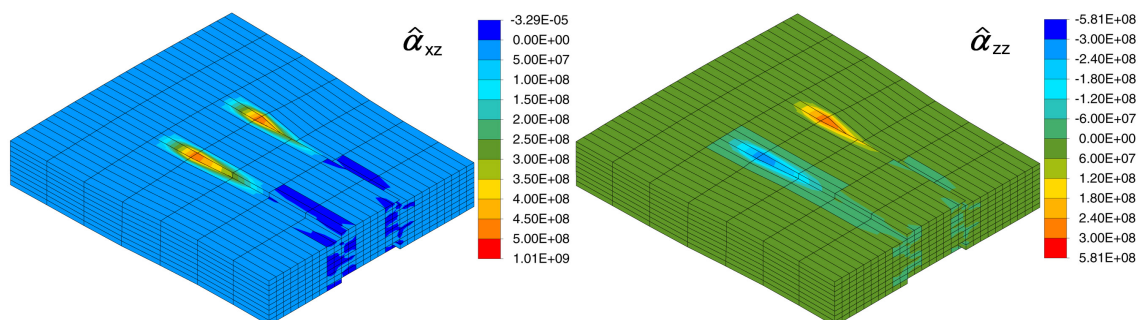 α̂xz
-3.29E-05
0.00E+00
5.00E+07
1.00E+08
1.50E+08
2.00E+08
2.50E+08
3.00E+08
3.50E+08
4.00E+08
4.50E+08
5.00E+08
1.01E+09
α̂zz
-5.81E+08
-3.00E+08
-2.40E+08
-1.80E+08
-1.20E+08
-6.00E+07
0.00E+00
6.00E+07
1.20E+08
1.80E+08
2.40E+08
3.00E+08
5.81E+08